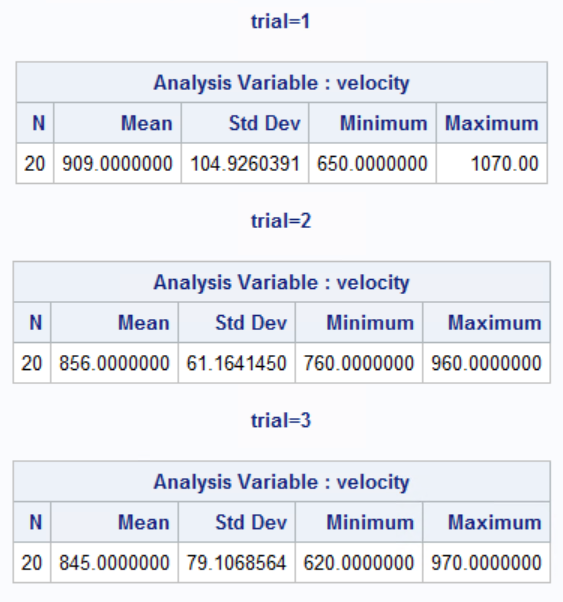 trial=1
Analysis Variable : velocity
N Mean Std Dev Minimum Maximum
20 909.0000000 104.9260391 650.0000000 1070.00
trial=2
Analysis Variable : velocity
N Mean Std Dev Minimum Maximum
20 856.0000000 61.1641450 760.0000000 960.0000000
trial=3
Analysis Variable : velocity
N Mean Std Dev Minimum Maximum
20 845.0000000 79.1068564 620.0000000 970.0000000